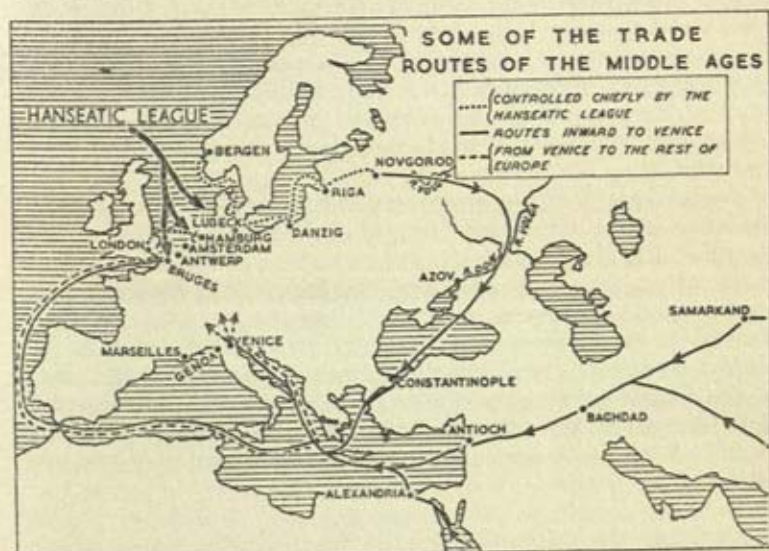 SOME OF THE TRADE
ROUTES OF THE MIDDLE AGES
CONTROLLED CHIEFLY BY THE
HANSEATIC LEAGUE
ROUTES INWARD TO VENICE
FROM VENICE TO THE REST OF
EUROPE
HANSEATIC LEAGUE
BERGEN
NOVGOROD
RIGA
LUBECK
DANZIG
HAMBURG
LONDON
AMSTERDAM
ANTWERP
BRUGES
R. VOLGA
AZOV
R. DON
SAMARKAND
VENICE
MARSEILLES
GENOA
CONSTANTINOPLE
BAGHDAD
ANTIOCH
ALEXANDRIA